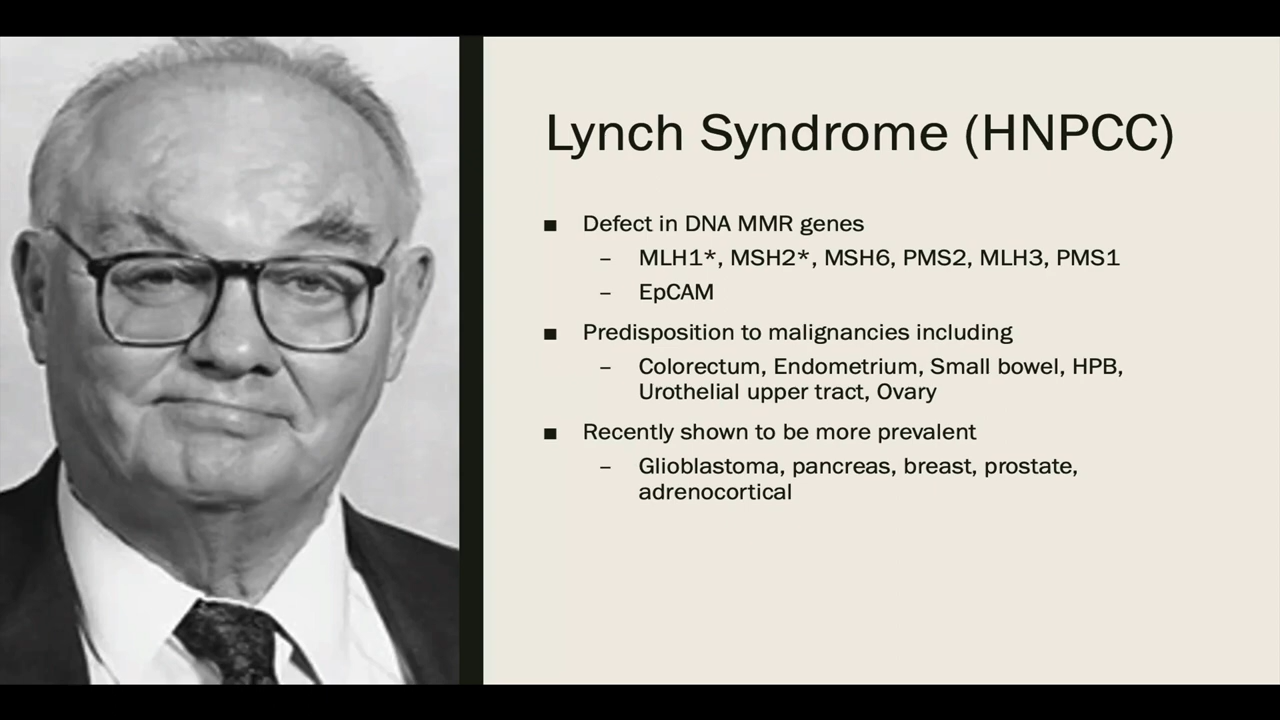 Lynch Syndrome (HNPCC)
■ Defect in DNA MMR genes
– MLH1*, MSH2*, MSH6, PMS2, MLH3, PMS1
– EpCAM
■ Predisposition to malignancies including
– Colorectum, Endometrium, Small bowel, HPB,
Urothelial upper tract, Ovary
■ Recently shown to be more prevalent
– Glioblastoma, pancreas, breast, prostate,
adrenocortical